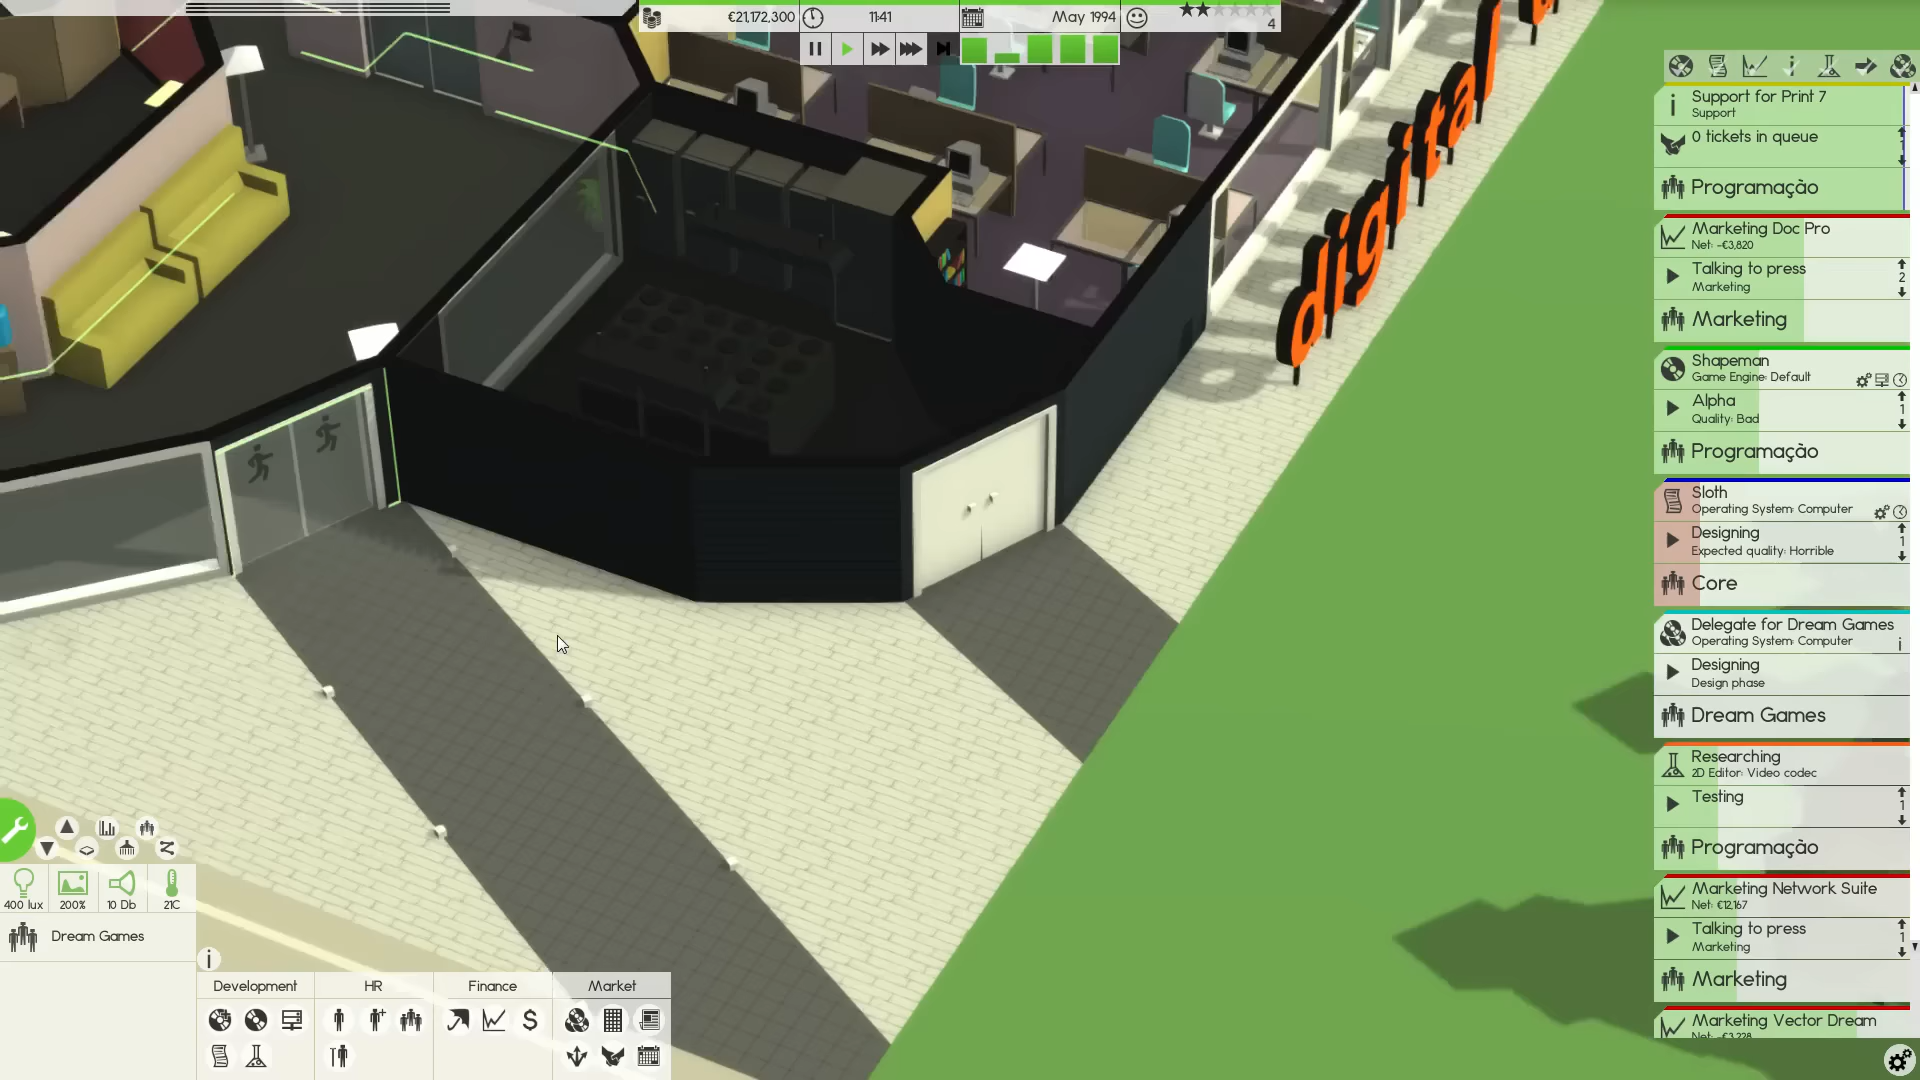 €21,172,300
11:41
May 1994
4
digital
Support for Print 7
Support
0 tickets in queue
1
Programação
Marketing Doc Pro
Net: -€3,820
Talking to press
2
Marketing
Marketing
Shapeman
Game Engine: Default
Alpha
1
Quality: Bad
Programação
Sloth
Operating System: Computer
Designing
1
Expected quality: Horrible
Core
Delegate for Dream Games
Operating System: Computer
Designing
Design phase
Dream Games
Researching
2D Editor: Video codec
Testing
1
Programação
Marketing Network Suite
Net: €12,167
Talking to press
1
Marketing
Marketing
Marketing Vector Dream
Net: -€3,228
400 lux
200%
10 Db
21C
Dream Games
Development
HR
Finance
Market